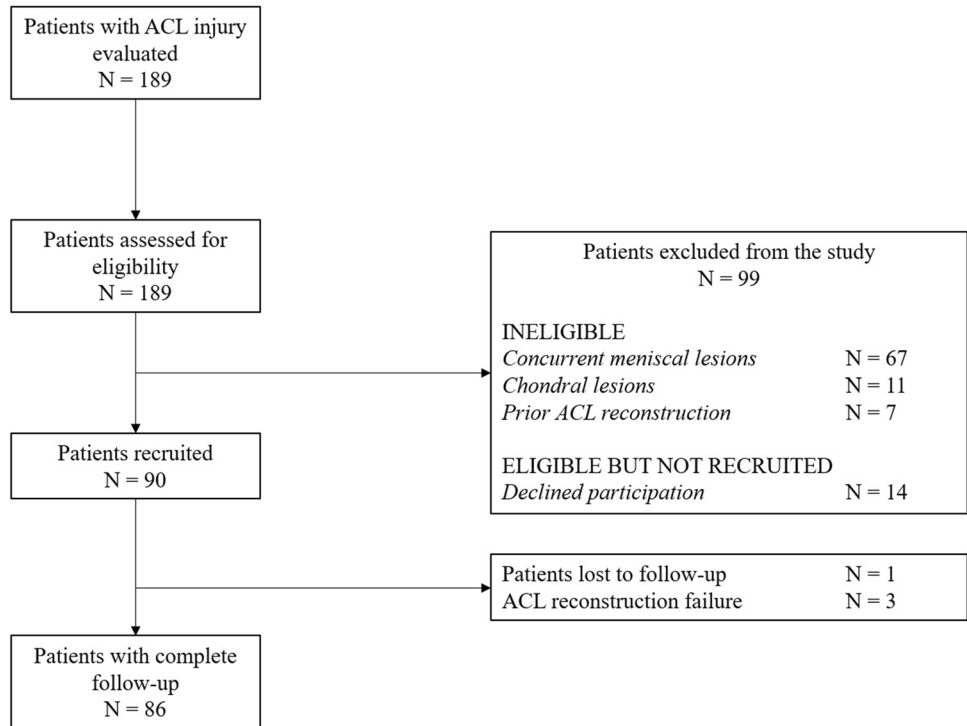 Patients with ACL injury
evaluated
N = 189
Patients assessed for
eligibility
N = 189
Patients excluded from the study
N = 99
INELIGIBLE
Concurrent meniscal lesions N = 67
Chondral lesions N = 11
Prior ACL reconstruction N = 7
ELIGIBLE BUT NOT RECRUITED
Declined participation N = 14
Patients recruited
N = 90
Patients lost to follow-up N = 1
ACL reconstruction failure N = 3
Patients with complete
follow-up
N = 86